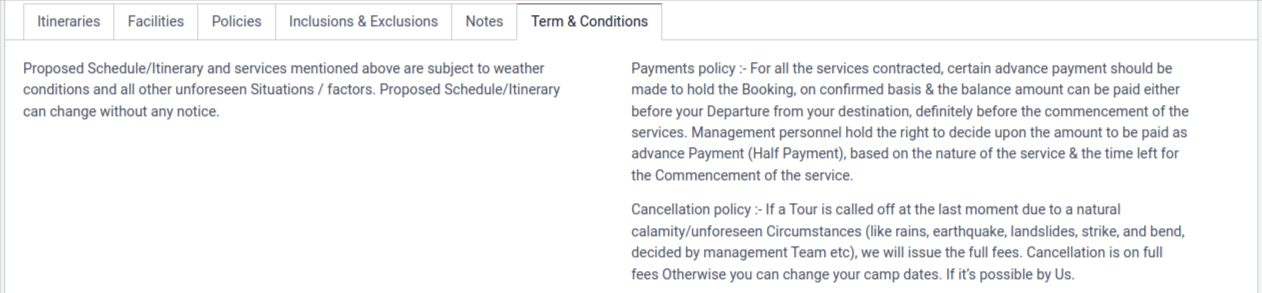 Itineraries Facilities Policies Inclusions & Exclusions Notes Term & Conditions
Proposed Schedule/Itinerary and services mentioned above are subject to weather
conditions and all other unforeseen Situations / factors. Proposed Schedule/Itinerary
can change without any notice.
Payments policy :- For all the services contracted, certain advance payment should be
made to hold the Booking, on confirmed basis & the balance amount can be paid either
before your Departure from your destination, definitely before the commencement of the
services. Management personnel hold the right to decide upon the amount to be paid as
advance Payment (Half Payment), based on the nature of the service & the time left for
the Commencement of the service.
Cancellation policy :- If a Tour is called off at the last moment due to a natural
calamity/unforeseen Circumstances (like rains, earthquake, landslides, strike, and bend,
decided by management Team etc), we will issue the full fees. Cancellation is on full
fees Otherwise you can change your camp dates. If it's possible by Us.